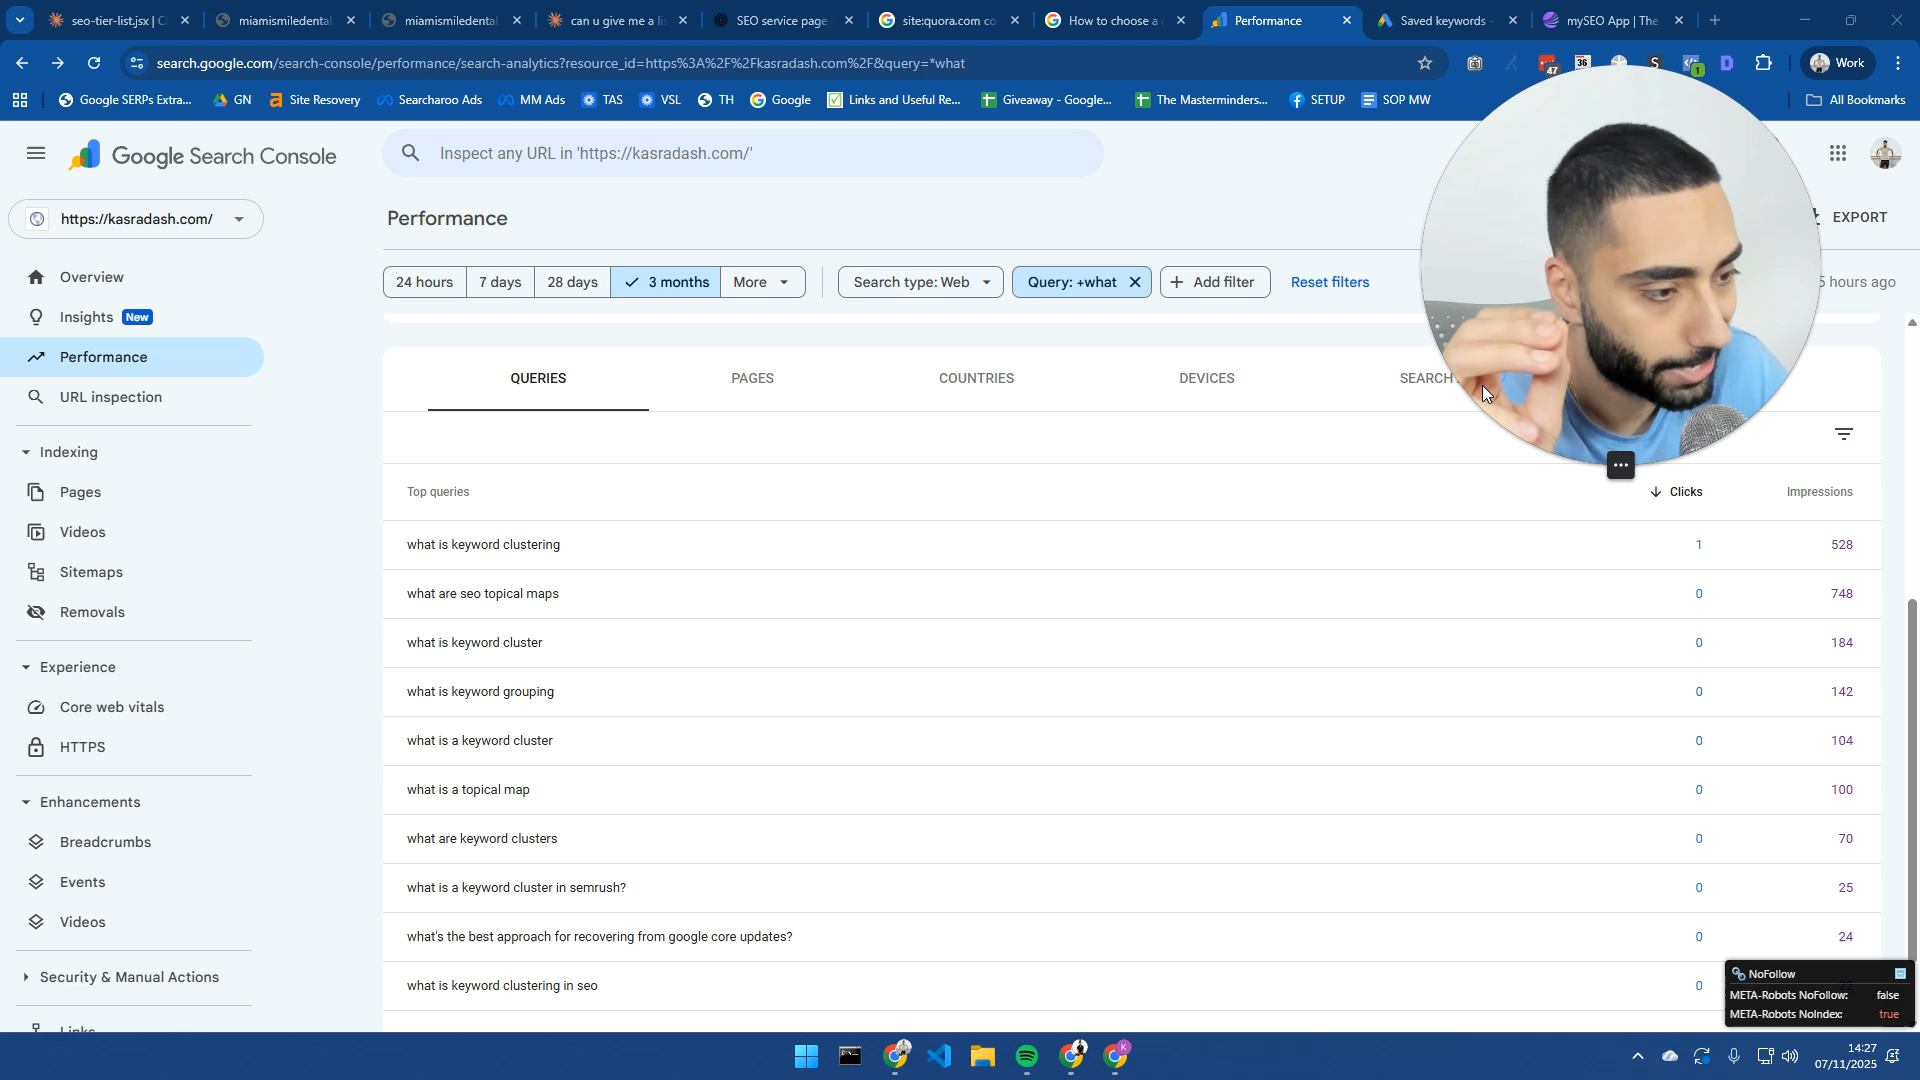 seo-tier-list.jsx | C
miamismiledental
miamismiledental
can u give me a li
SEO service page
site:quora.com co
How to choose a
Performance
Saved keywords -
mySEO App | The
search.google.com/search-console/performance/search-analytics?resource_id=https%3A%2F%2Fkasradash.com%2F&query=*what
47
36
S
1
D
Work
Google SERPs Extra...
GN
Site Recovery
Searcharoo Ads
MM Ads
TAS
VSL
TH
Google
Links and Useful Re...
Giveaway - Google...
The Masterminders...
SETUP
SOP MW
All Bookmarks
Google Search Console
Inspect any URL in 'https://kasradash.com/'
https://kasradash.com/
Performance
EXPORT
24 hours
7 days
28 days
3 months
More
Search type: Web
Query: +what
Add filter
Reset filters
5 hours ago
Overview
Insights New
Performance
URL inspection
Indexing
Pages
Videos
Sitemaps
Removals
Experience
Core web vitals
HTTPS
Enhancements
Breadcrumbs
Events
Videos
Security & Manual Actions
Links
QUERIES
PAGES
COUNTRIES
DEVICES
SEARCH
Top queries
Clicks
Impressions
what is keyword clustering 1 528
what are seo topical maps 0 748
what is keyword cluster 0 184
what is keyword grouping 0 142
what is a keyword cluster 0 104
what is a topical map 0 100
what are keyword clusters 0 70
what is a keyword cluster in semrush? 0 25
what's the best approach for recovering from google core updates? 0 24
what is keyword clustering in seo 0
NoFollow
META-Robots NoFollow: false
META-Robots NoIndex: true
K
14:27
07/11/2025